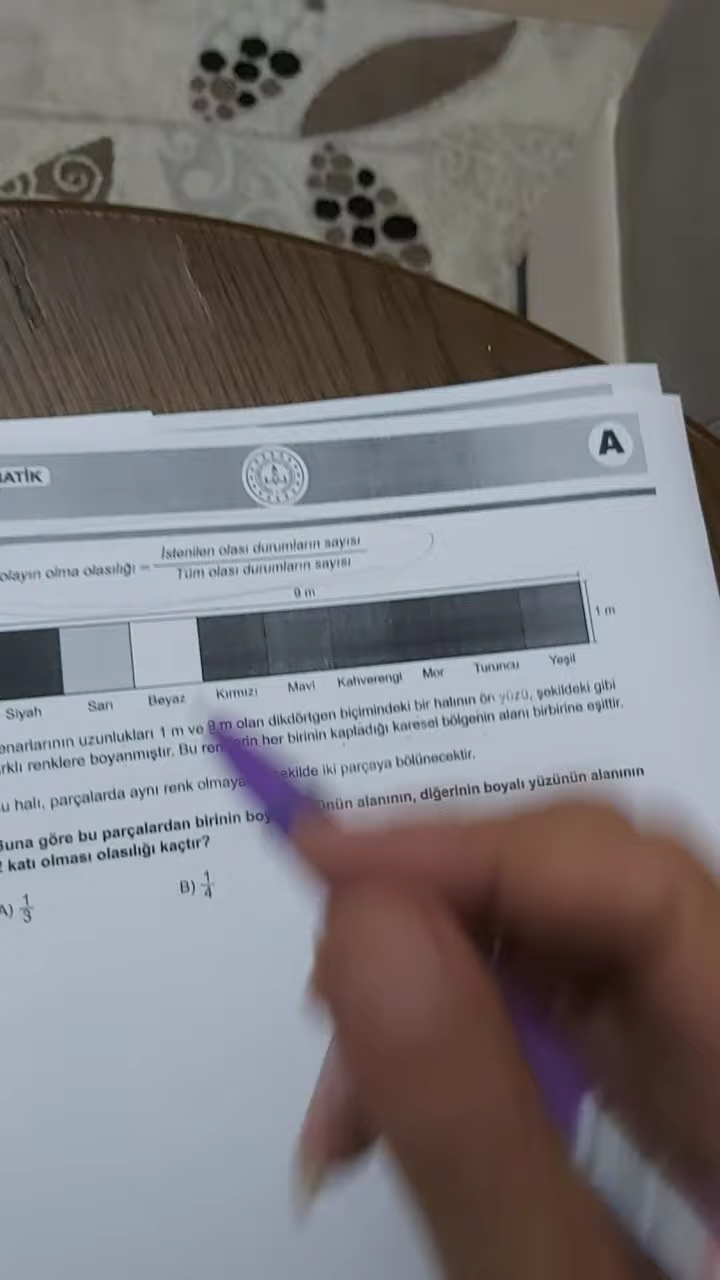 ATİK
A
olayın olma olasılığı = İstenilen olası durumların sayısı
Tüm olası durumların sayısı
9 m
1 m
Siyah Sarı Beyaz Kırmızı Mavi Kahverengi Mor Turuncu Yeşil
enarlarının uzunlukları 1 m ve 9 m olan dikdörtgen biçimindeki bir halının ön yüzü, şekildeki gibi
rklı renklere boyanmıştır. Bu renklerin her birinin kapladığı karesel bölgenin alanı birbirine eşittir.
u halı, parçalarda aynı renk olmaya şekilde iki parçaya bölünecektir.
Buna göre bu parçalardan birinin boy ünün alanının, diğerinin boyalı yüzünün alanının
2 katı olması olasılığı kaçtır?
A) 1/3 B) 1/4